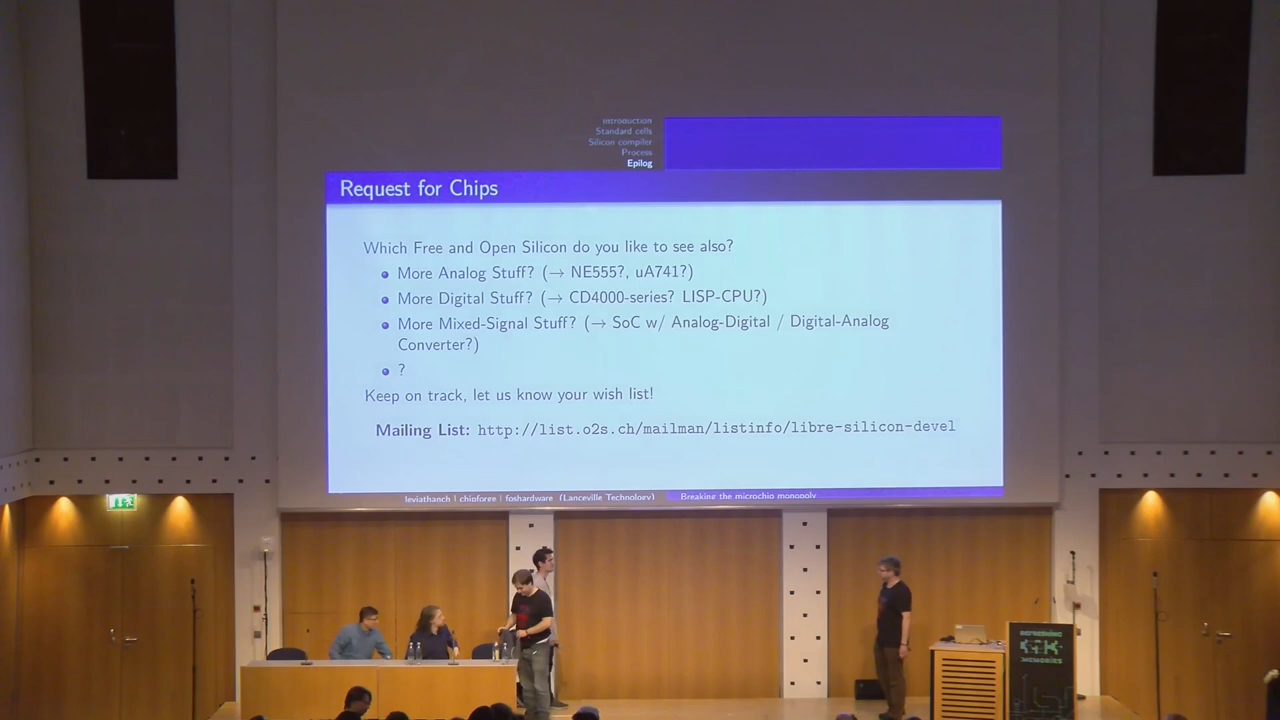 Introduction
Standard cells
Silicon compiler
Process
Epilog
Request for Chips
Which Free and Open Silicon do you like to see also?
More Analog Stuff? (→ NE555?, uA741?)
More Digital Stuff? (→ CD4000-series? LISP-CPU?)
More Mixed-Signal Stuff? (→ SoC w/ Analog-Digital / Digital-Analog
Converter?)
?
Keep on track, let us know your wish list!
Mailing List: http://list.o2s.ch/mailman/listinfo/libre-silicon-devel
leviathanch | chipforge | foshardware (Lanceville Technology)
Breaking the microchip monopoly
REFRESHING
MEMORIES